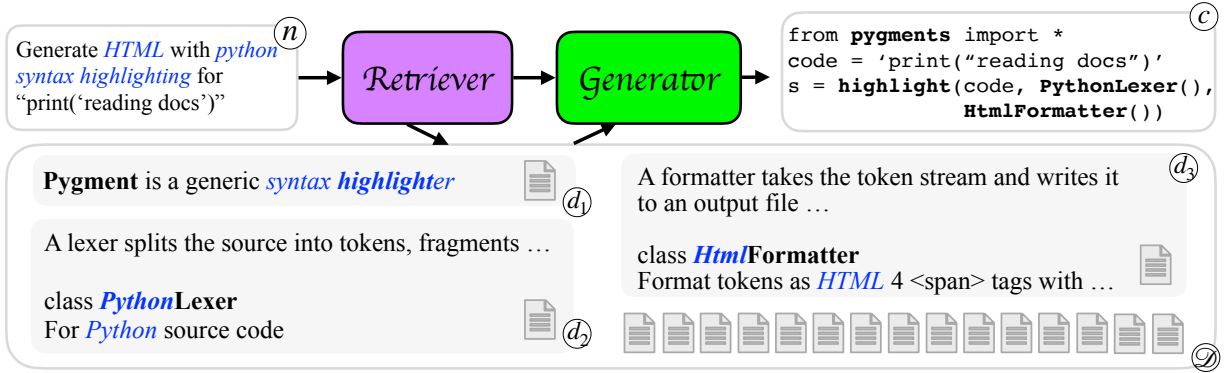 Generate HTML with python
syntax highlighting for
“print(‘reading docs’)”
n
Retriever
Generator
from pygments import *
code = ‘print(“reading docs”)’
s = highlight(code, PythonLexer(),
HtmlFormatter())
c
Pygment is a generic syntax highlighter
d1
A lexer splits the source into tokens, fragments …
class PythonLexer
For Python source code
d2
A formatter takes the token stream and writes it
to an output file …
class HtmlFormatter
Format tokens as HTML 4 <span> tags with …
d3
𝒟